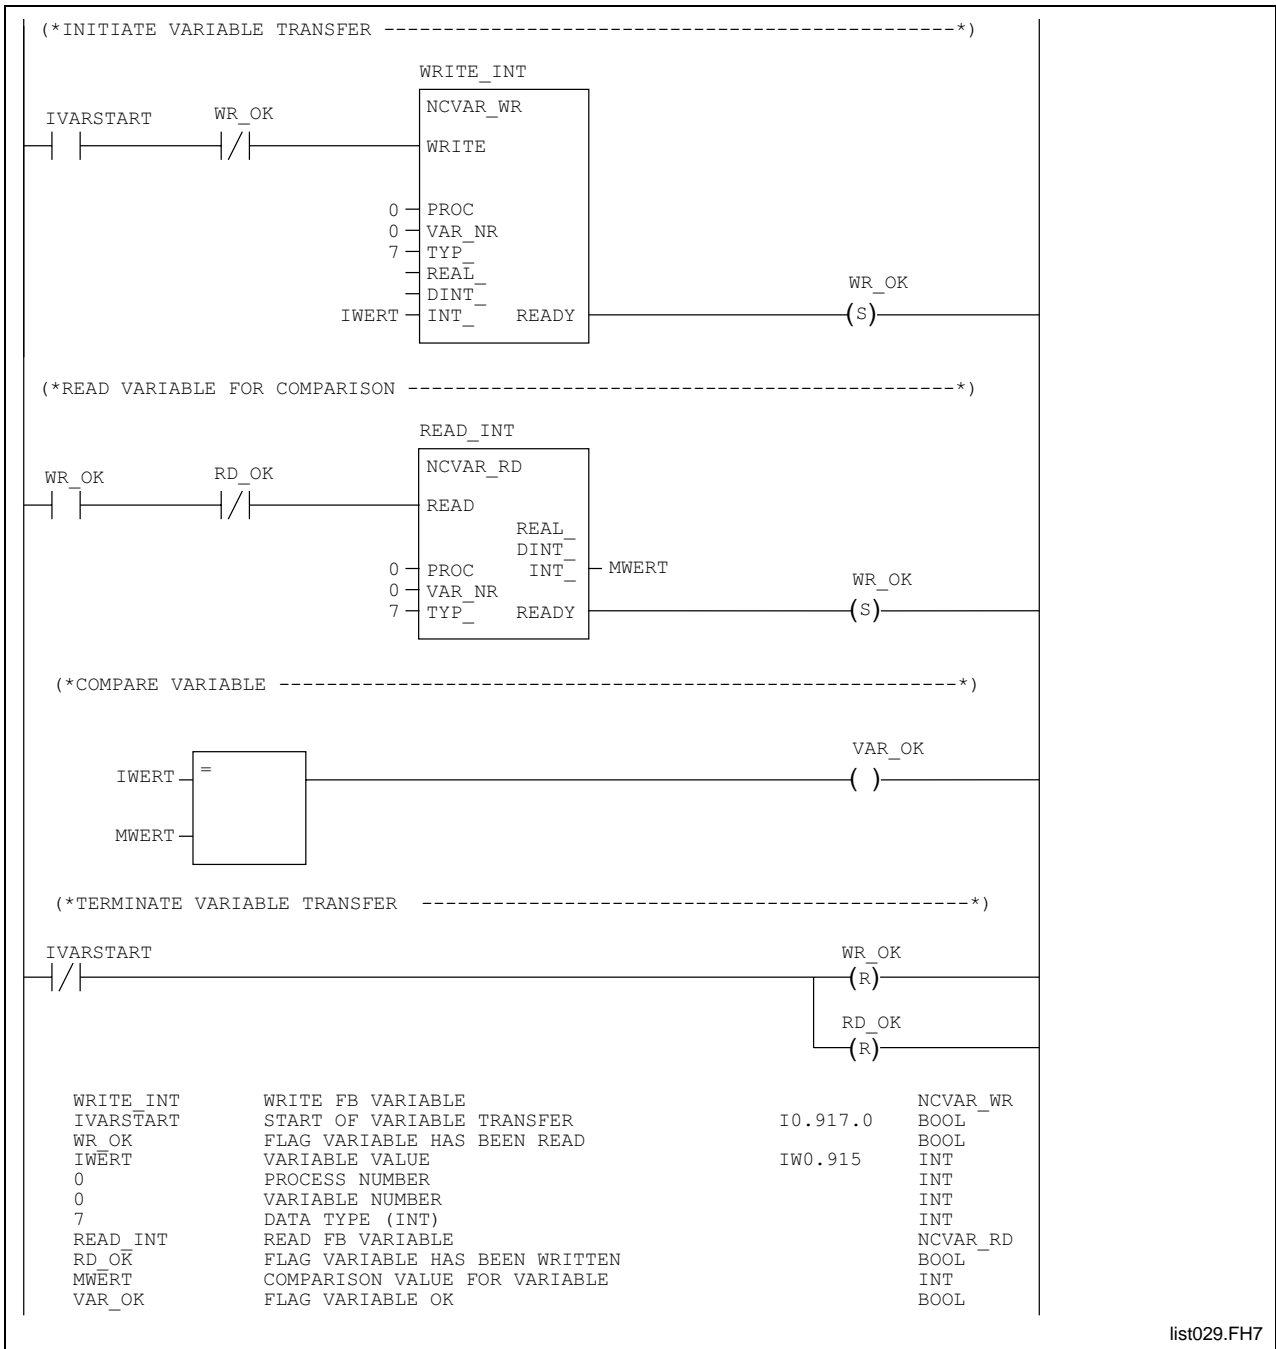 (*INITIATE VARIABLE TRANSFER ------------------------------------------------*)
WRITE_INT
NCVAR_WR
IVARSTART WR_OK
WRITE
0 PROC
0 VAR_NR
7 TYP_
REAL_
DINT_
WR_OK
IWERT INT_ READY (S)
(*READ VARIABLE FOR COMPARISON ----------------------------------------------*)
READ_INT
NCVAR_RD
WR_OK RD_OK
READ
REAL_
DINT_
0 PROC INT_ MWERT
WR_OK
0 VAR_NR
7 TYP_ READY (S)
(*COMPARE VARIABLE ---------------------------------------------------------*)
VAR_OK
IWERT = ( )
MWERT
(*TERMINATE VARIABLE TRANSFER ----------------------------------------------*)
IVARSTART WR_OK
(R)
RD_OK
(R)
WRITE_INT WRITE FB VARIABLE NCVAR_WR
IVARSTART START OF VARIABLE TRANSFER I0.917.0 BOOL
WR_OK FLAG VARIABLE HAS BEEN READ BOOL
IWERT VARIABLE VALUE IW0.915 INT
0 PROCESS NUMBER INT
0 VARIABLE NUMBER INT
7 DATA TYPE (INT) INT
READ_INT READ FB VARIABLE NCVAR_RD
RD_OK FLAG VARIABLE HAS BEEN WRITTEN BOOL
MWERT COMPARISON VALUE FOR VARIABLE INT
VAR_OK FLAG VARIABLE OK BOOL
list029.FH7